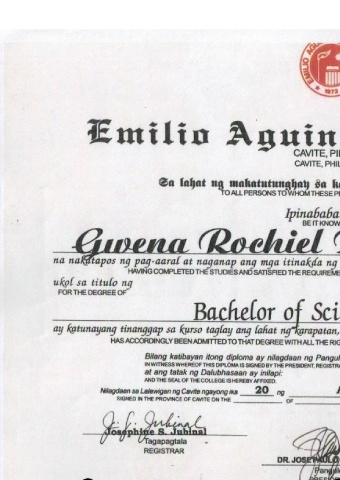 EMILIO AGU
1973
Emilio Aguin
CAVITE, PI
CAVITE, PHIL
Sa lahat ng makatutunghay sa k
TO ALL PERSONS TO WHOM THESE P
Ipinababa
BE IT KNOW
Gwena Rochiel
na nakatapos ng pag-aaral at naganap ang mga itinakda ng
HAVING COMPLETED THE STUDIES AND SATISFIED THE REQUIREME
ukol sa titulo ng
FOR THE DEGREE OF
Bachelor of Sci
ay katunayang tinanggap sa kurso taglay ang lahat ng karapatan,
HAS ACCORDINGLY BEEN ADMITTED TO THAT DEGREE WITH ALL THE RIG
Bilang katibayan itong diploma ay nilagdaan ng Pangul
IN WITNESS WHEREOF THIS DIPLOMA IS SIGNED BY THE PRESIDENT, REGISTRA
at ang tatak ng Dalubhasaan ay inilapi:
AND THE SEAL OF THE COLLEGE IS HEREBY AFFIXED.
Nilagdaan sa Lalawigan ng Cavite ngayong ika 20 ng A
SIGNED IN THE PROVINCE OF CAVITE ON THE OF
Josephine S. Jubinal
Tagapagtala
REGISTRAR
DR. JOSE PAULO